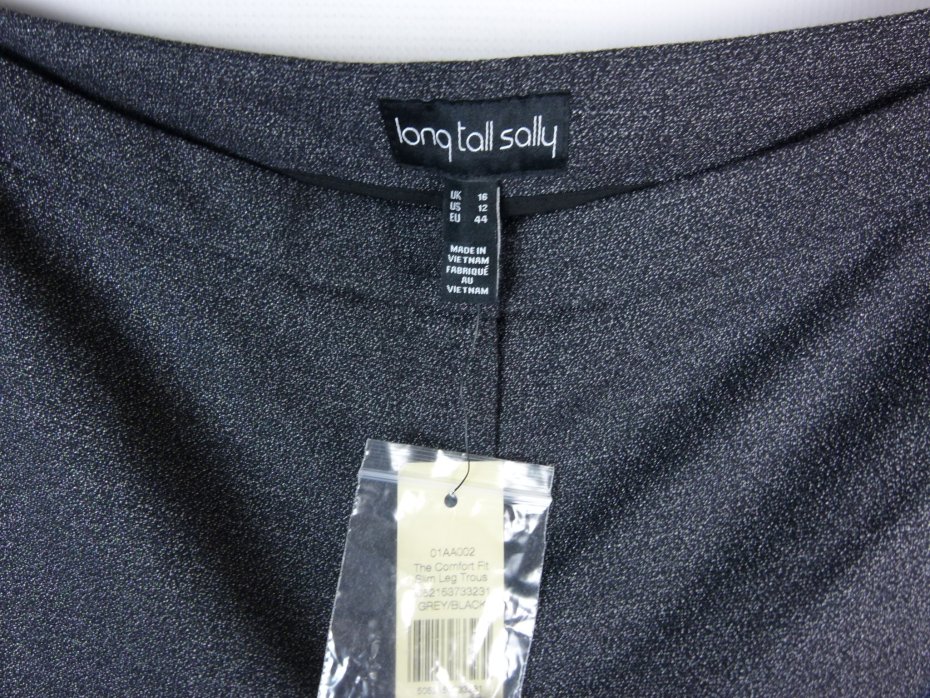 long tall sally
UK 16
US 12
EU 44
MADE IN
VIETNAM
FABRIQUÉ
AU
VIETNAM
01AA002
The Comfort Fit
Slim Leg Trous
GREY/BLACK